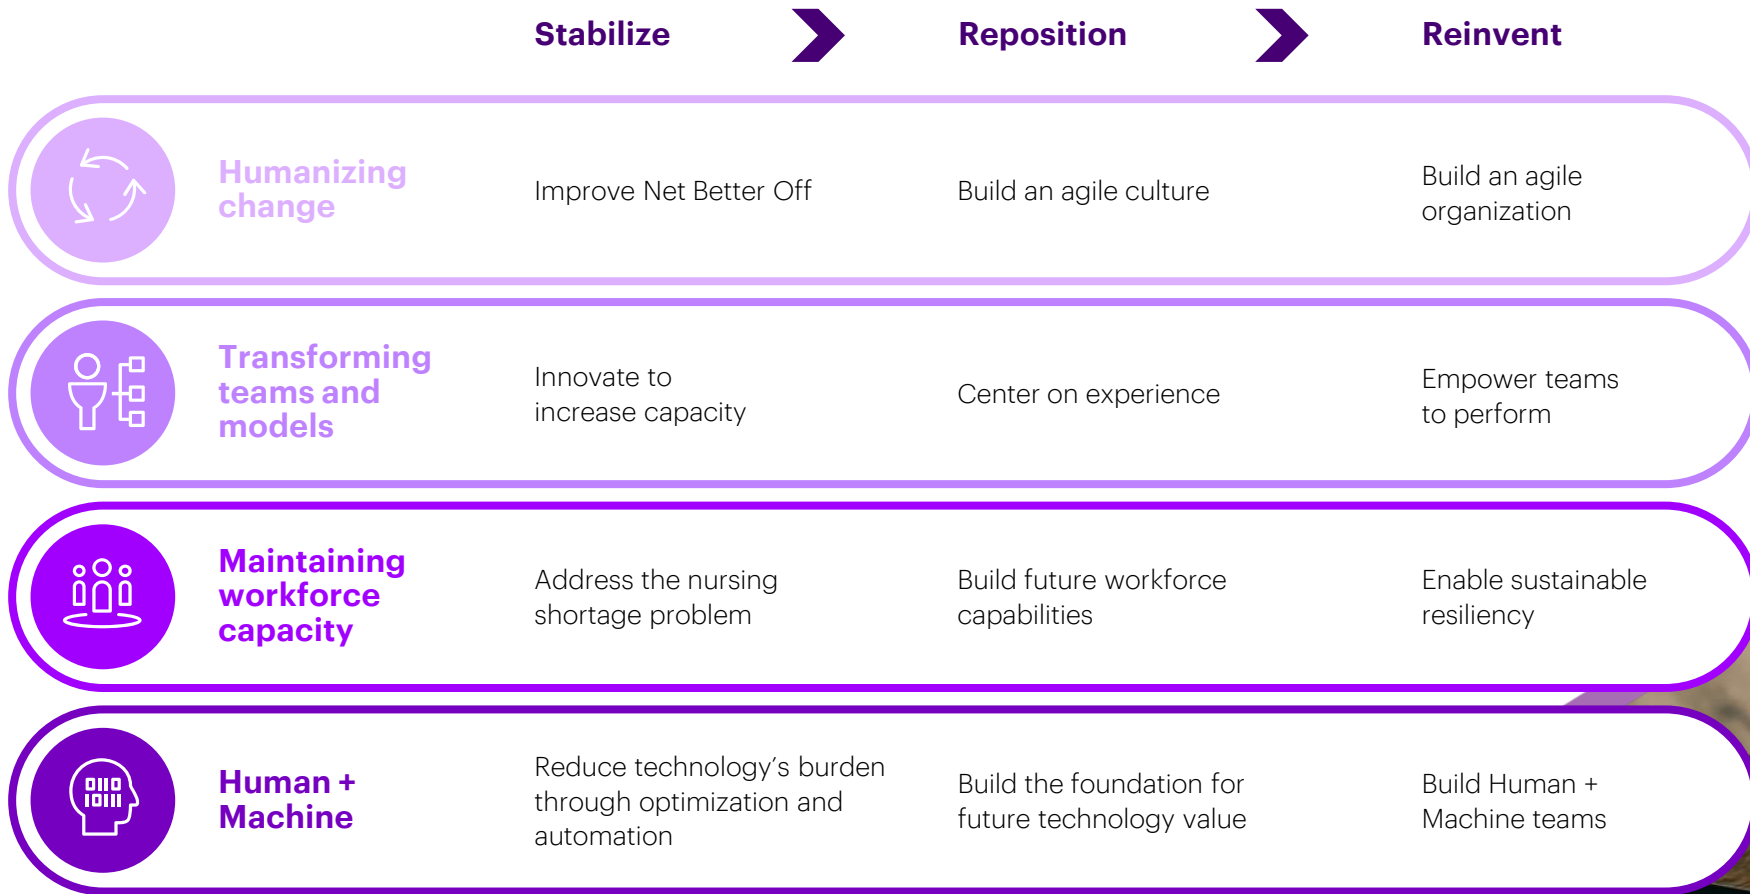 Stabilize
Reposition
Reinvent
Humanizing
change
Improve Net Better Off
Build an agile culture
Build an agile
organization
Transforming
teams and
models
Innovate to
increase capacity
Center on experience
Empower teams
to perform
Maintaining
workforce
capacity
Address the nursing
shortage problem
Build future workforce
capabilities
Enable sustainable
resiliency
Human +
Machine
Reduce technology’s burden
through optimization and
automation
Build the foundation for
future technology value
Build Human +
Machine teams
0110
10111